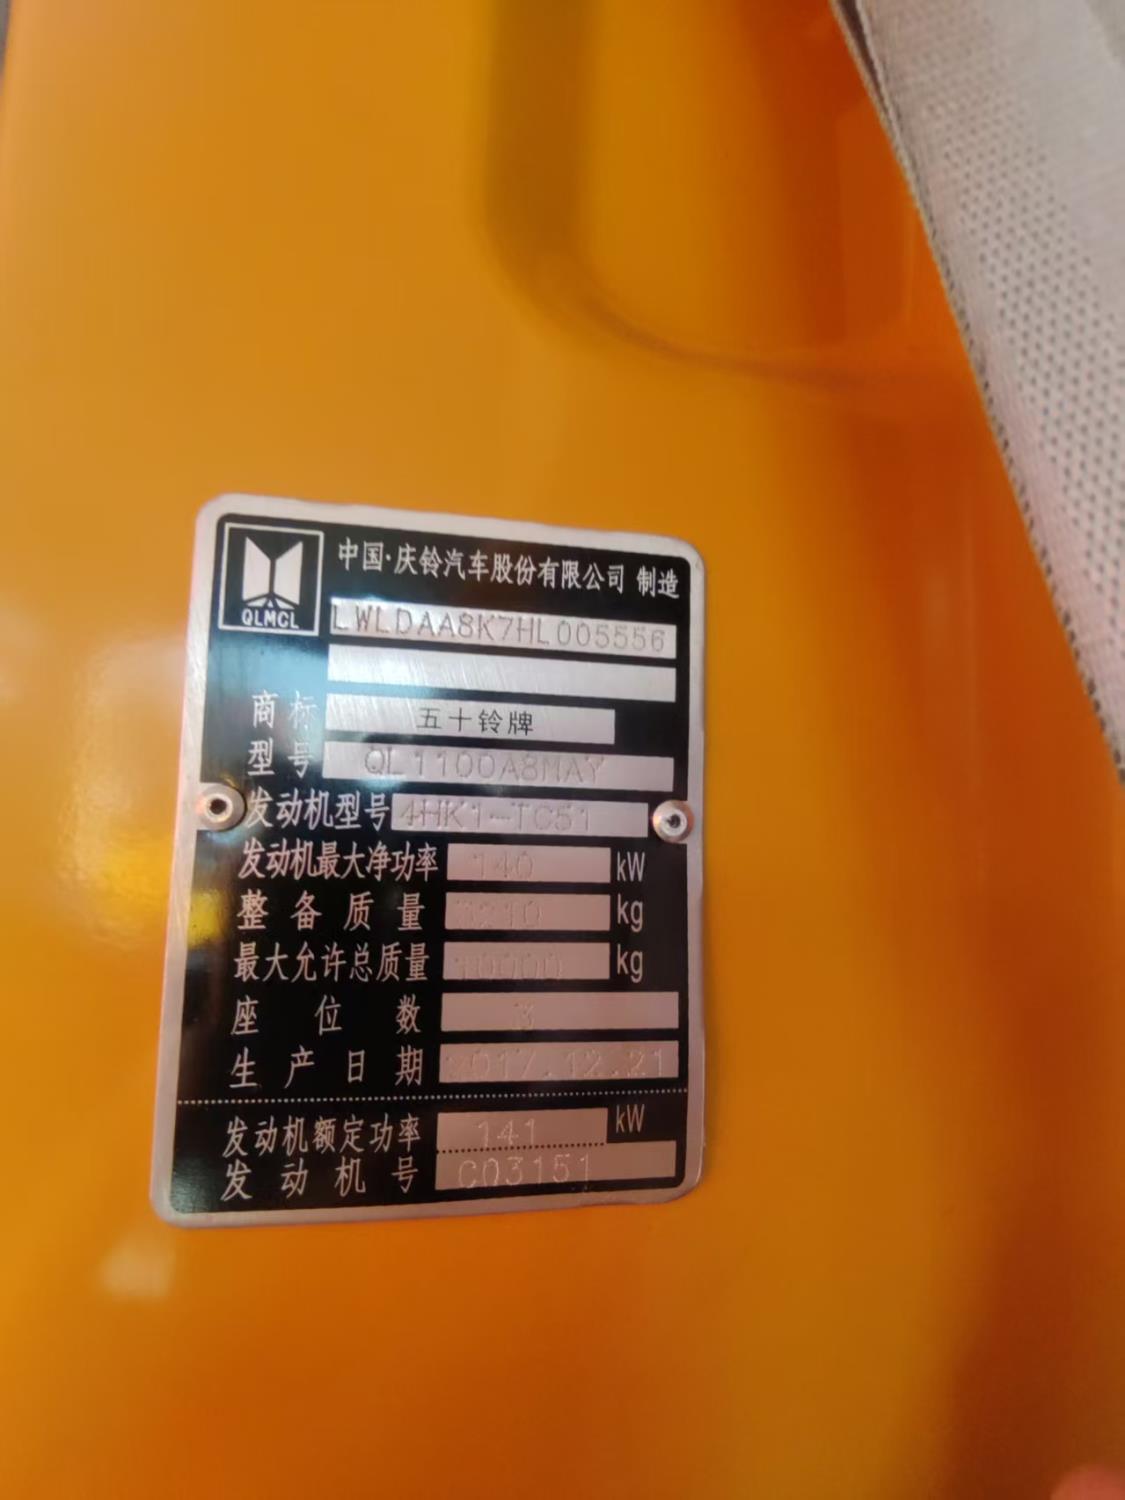 中国·庆铃汽车股份有限公司 制造
QLMCL
LWLDAA8K7HL005556
商标 五十铃牌
型号 QL1100A8MAY
发动机型号 4HK1-TC51
发动机最大净功率 140 kW
整备质量 3210 kg
最大允许总质量 10000 kg
座位数 3
生产日期 2017.12.21
发动机额定功率 141 kW
发动机号 C03151